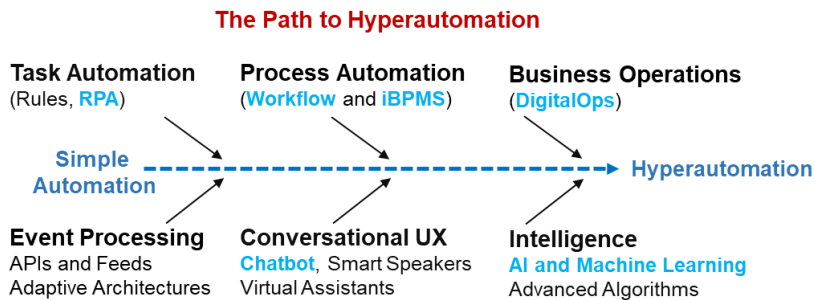 The Path to Hyperautomation
Task Automation
(Rules, RPA)
Process Automation
(Workflow and iBPMS)
Business Operations
(DigitalOps)
Simple
Automation
Hyperautomation
Event Processing
APIs and Feeds
Adaptive Architectures
Conversational UX
Chatbot, Smart Speakers
Virtual Assistants
Intelligence
AI and Machine Learning
Advanced Algorithms